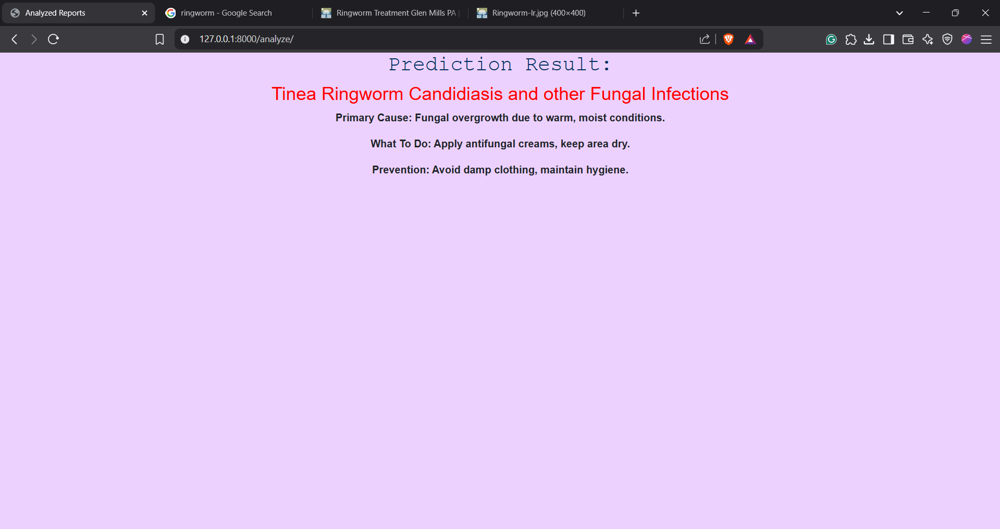 Analyzed Reports
ringworm - Google Search
Ringworm Treatment Glen Mills PA
Ringworm-lr.jpg (400×400)
127.0.0.1:8000/analyze/
Prediction Result:
Tinea Ringworm Candidiasis and other Fungal Infections
Primary Cause: Fungal overgrowth due to warm, moist conditions.
What To Do: Apply antifungal creams, keep area dry.
Prevention: Avoid damp clothing, maintain hygiene.